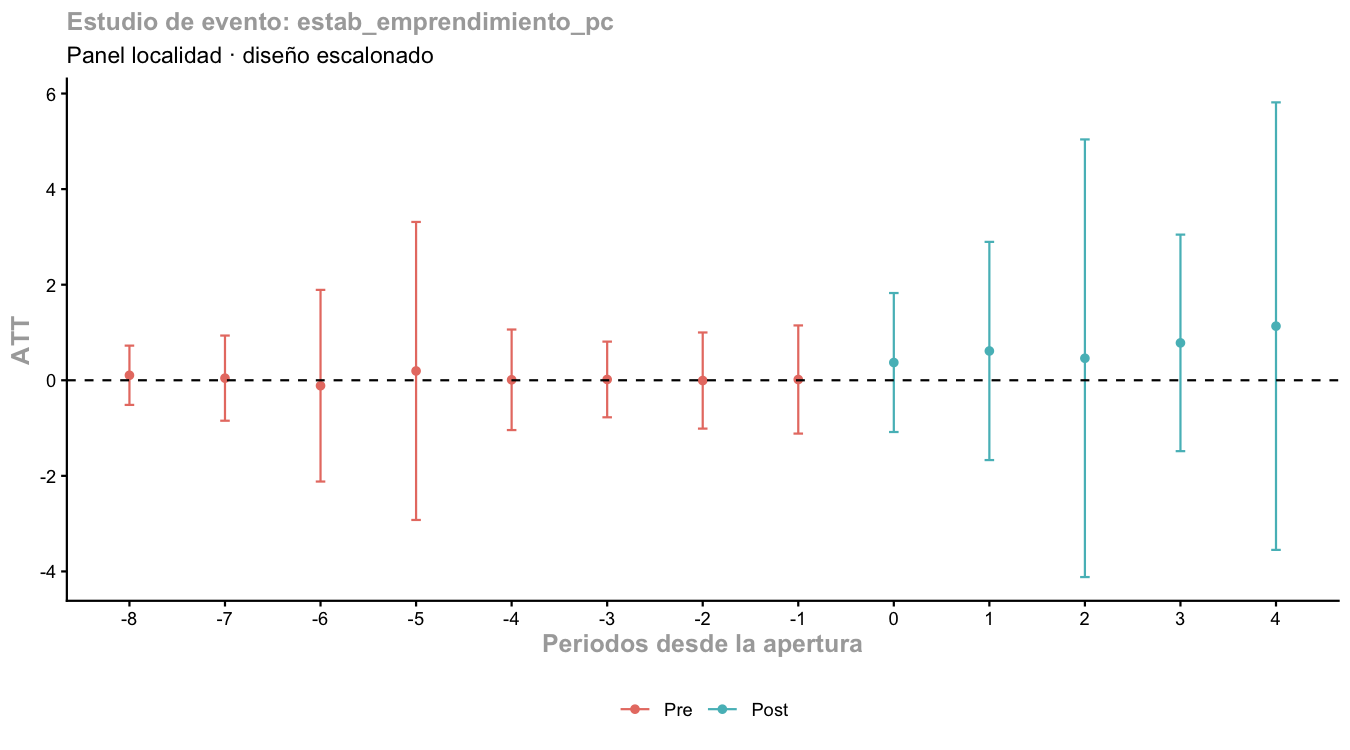 Estudio de evento: estab_emprendimiento_pc
Panel localidad · diseño escalonado
ATT
6
4
2
0
-2
-4
-8 -7 -6 -5 -4 -3 -2 -1 0 1 2 3 4
Periodos desde la apertura
Pre Post